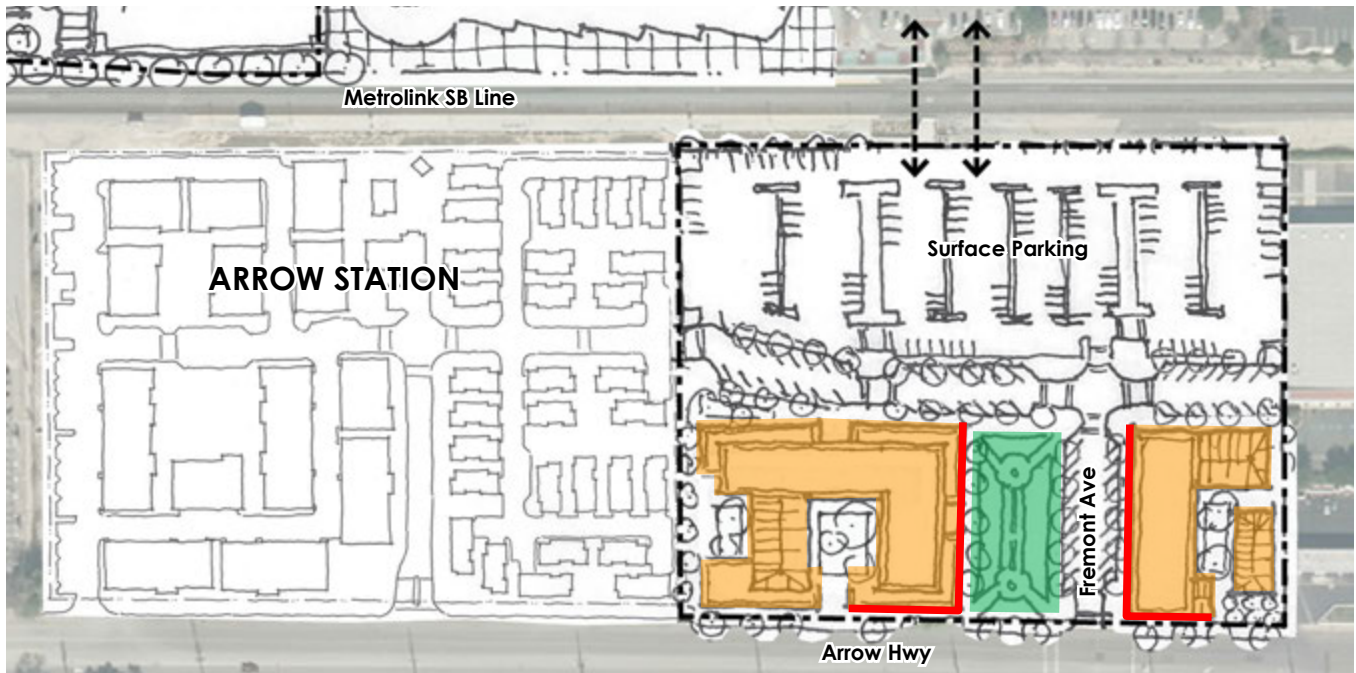 Metrolink SB Line
Surface Parking
ARROW STATION
Fremont Ave
Arrow Hwy